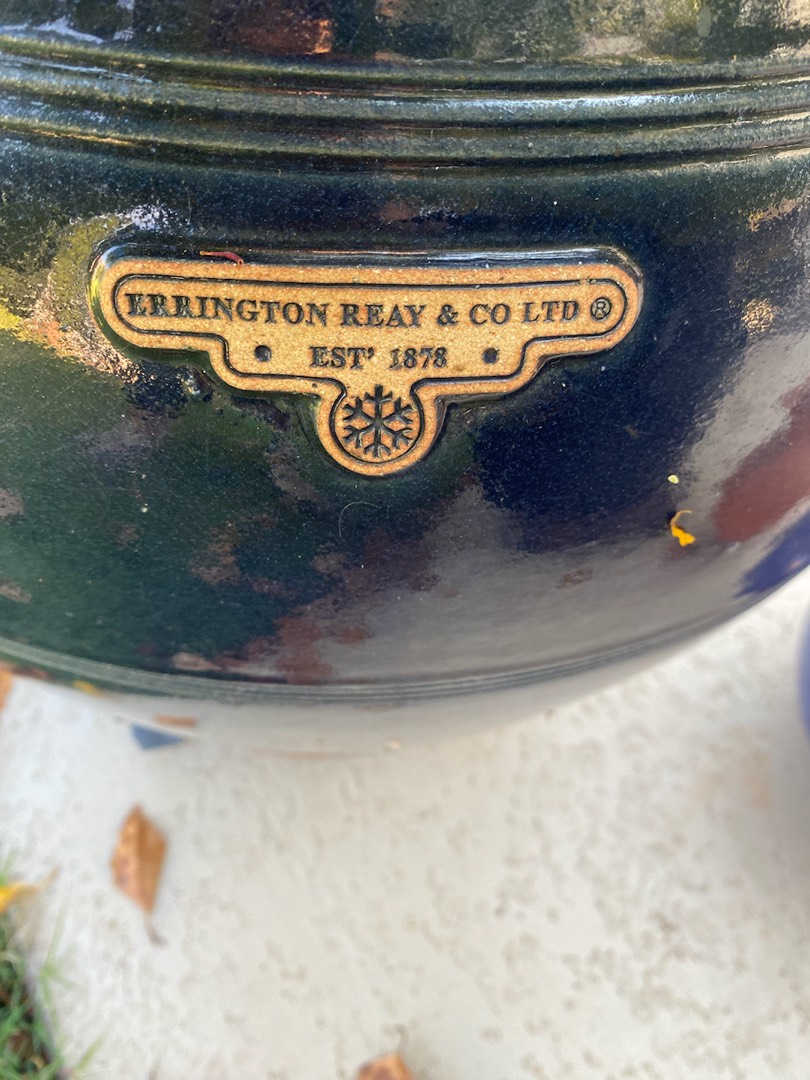 ERRINGTON REAY & CO LTD ®
EST' 1878